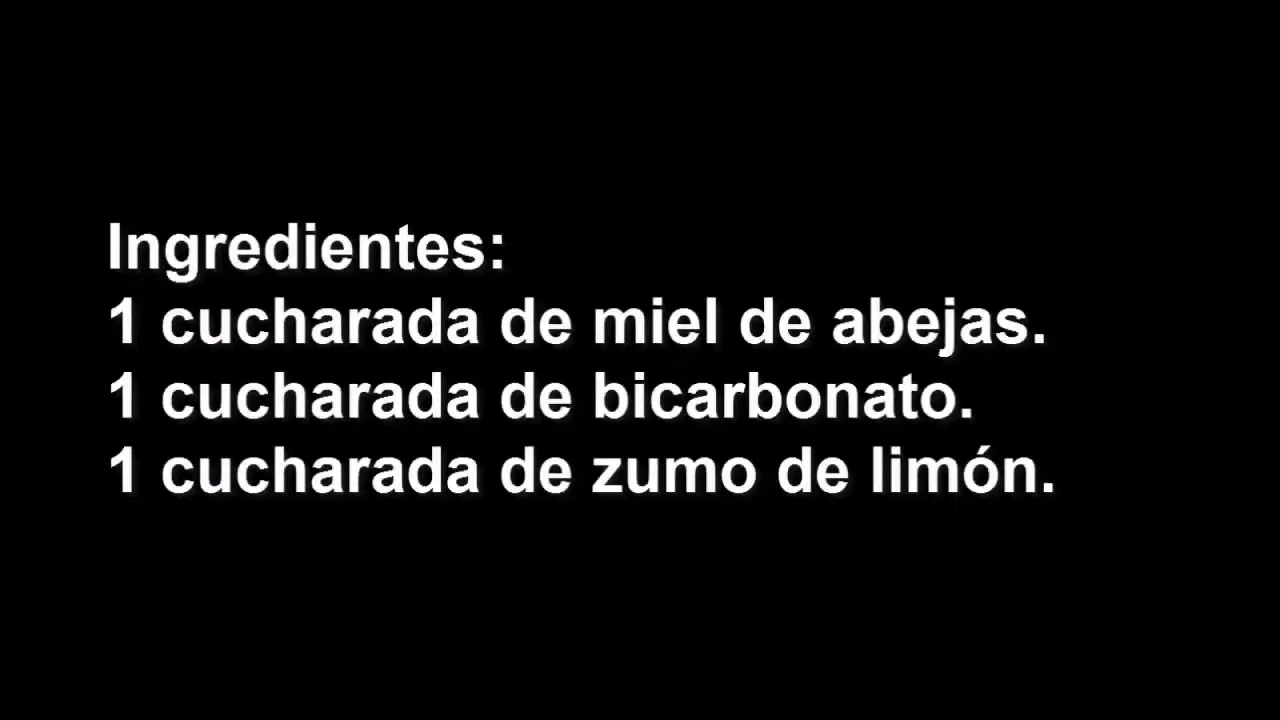 Ingredientes:
1 cucharada de miel de abejas.
1 cucharada de bicarbonato.
1 cucharada de zumo de limón.